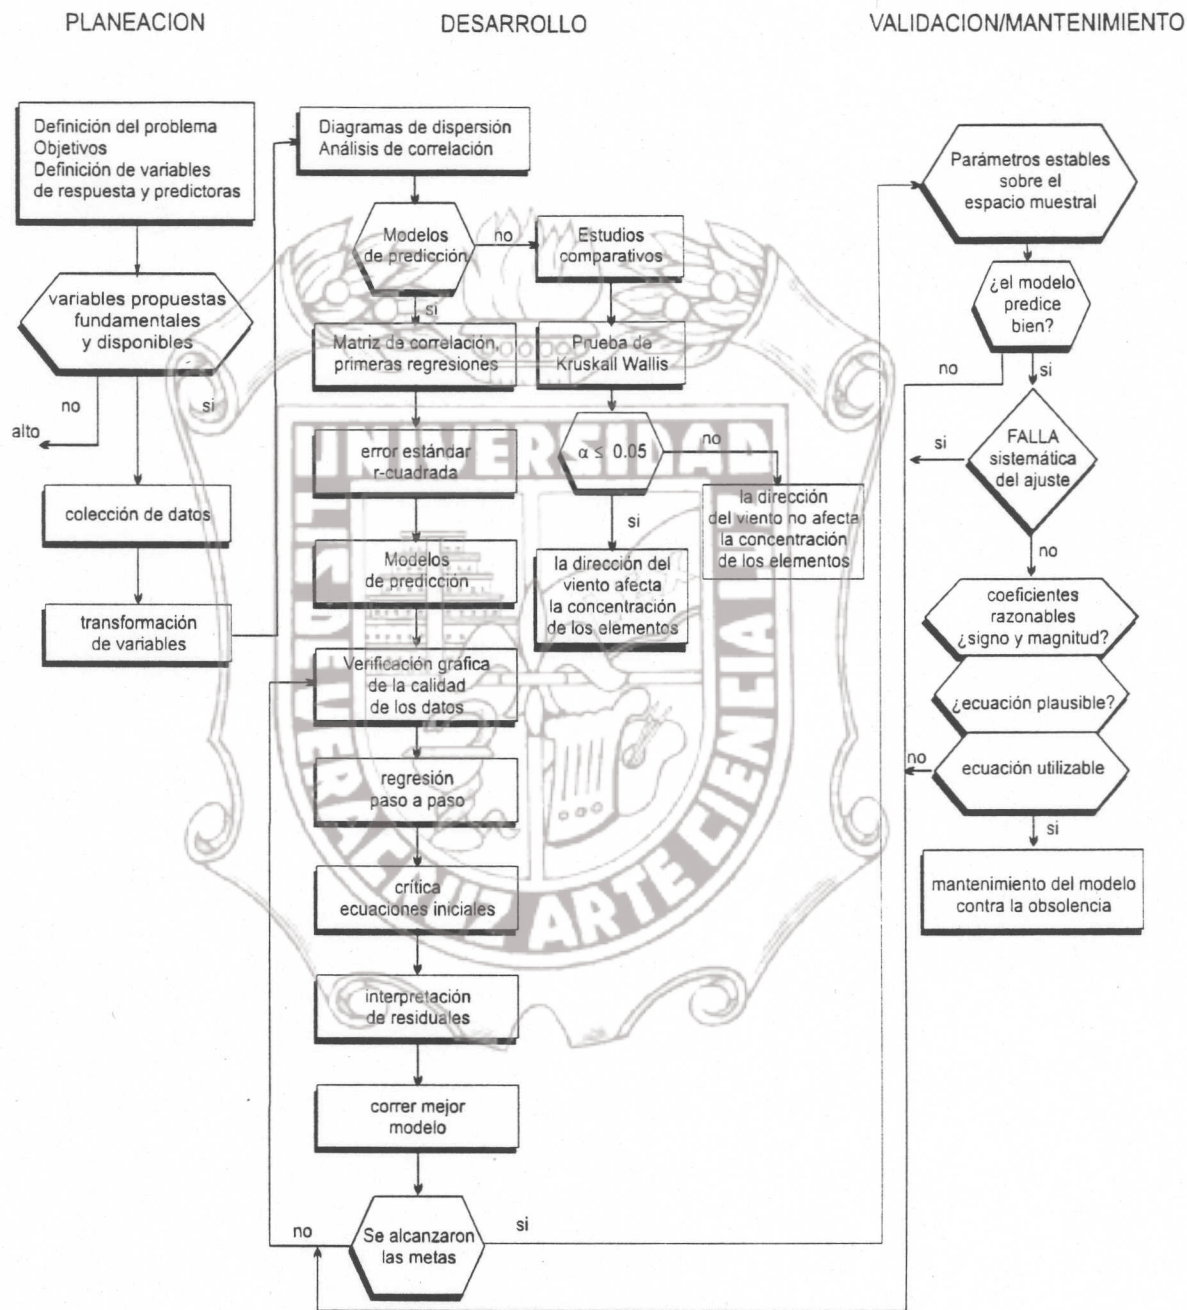 PLANEACION
DESARROLLO
VALIDACION/MANTENIMIENTO
Definición del problema
Objetivos
Definición de variables
de respuesta y predictoras
variables propuestas
fundamentales
y disponibles
no
si
alto
colección de datos
transformación
de variables
Diagramas de dispersión
Análisis de correlación
Modelos
de predicción
no
si
Estudios
comparativos
Matriz de correlación,
primeras regresiones
Prueba de
Kruskall Wallis
error estándar
r-cuadrada
α ≤ 0.05
no
si
la dirección
del viento no afecta
la concentración
de los elementos
la dirección del
viento afecta
la concentración
de los elementos
Modelos
de predicción
Verificación gráfica
de la calidad
de los datos
regresión
paso a paso
crítica
ecuaciones iniciales
interpretación
de residuales
correr mejor
modelo
Se alcanzaron
las metas
no
si
Parámetros estables
sobre el
espacio muestral
¿el modelo
predice
bien?
no
si
FALLA
sistemática
del ajuste
si
no
coeficientes
razonables
¿signo y magnitud?
¿ecuación plausible?
ecuación utilizable
no
si
mantenimiento del modelo
contra la obsolencia
UNIVERSIDAD
VERACRUZANA
ARTE CIENCIA LUZ